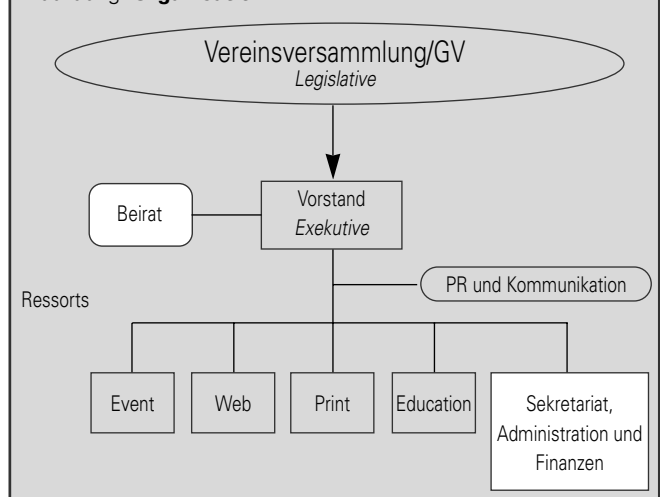 Vereinsversammlung/GV
Legislative
Vorstand
Exekutive
Beirat
PR und Kommunikation
Ressorts
Event
Web
Print
Education
Sekretariat,
Administration und
Finanzen